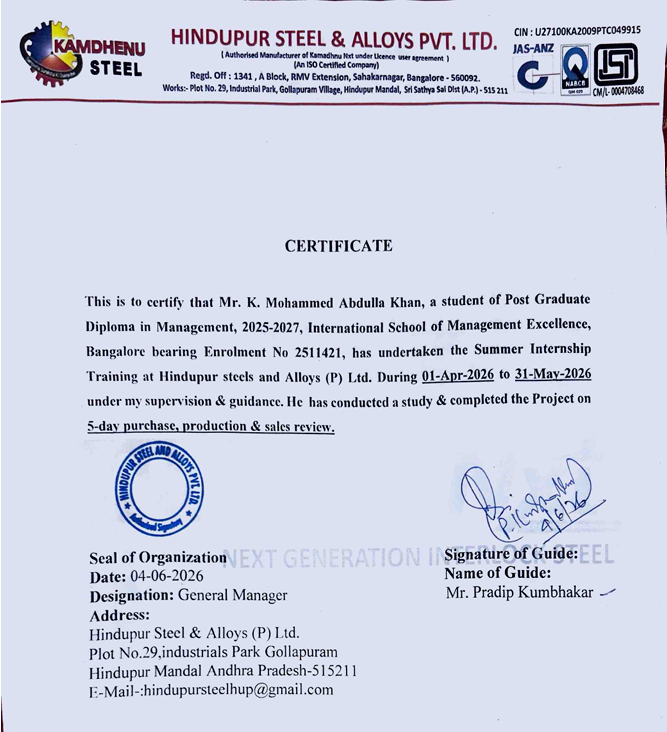 KAMDHENU
STEEL
HINDUPUR STEEL & ALLOYS PVT. LTD.
( Authorised Manufacturer of Kamadhnu Nxt under Licence user agreement )
(An ISO Certified Company)
Regd. Off : 1341 , A Block, RMV Extension, Sahakarnagar, Bangalore - 560092.
Works:- Plot No. 29, Industrial Park, Gollapuram Village, Hindupur Mandal, Sri Sathya Sai Dist (A.P.) - 515 211
CIN : U27100KA2009PTC049915
JAS-ANZ
NABCB
QM 025
ISI
CM/L- 0004708468
CERTIFICATE
This is to certify that Mr. K. Mohammed Abdulla Khan, a student of Post Graduate
Diploma in Management, 2025-2027, International School of Management Excellence,
Bangalore bearing Enrolment No 2511421, has undertaken the Summer Internship
Training at Hindupur steels and Alloys (P) Ltd. During 01-Apr-2026 to 31-May-2026
under my supervision & guidance. He has conducted a study & completed the Project on
5-day purchase, production & sales review.
HINDUPUR STEEL AND ALLOYS PVT. LTD.
Authorised Signatory
P. Kumbhakar
4/6/26
Seal of Organization
Date: 04-06-2026
Designation: General Manager
Address:
Hindupur Steel & Alloys (P) Ltd.
Plot No.29,industrials Park Gollapuram
Hindupur Mandal Andhra Pradesh-515211
E-Mail-:hindupursteelhup@gmail.com
NEXT GENERATION INTERLOCK STEEL
Signature of Guide:
Name of Guide:
Mr. Pradip Kumbhakar